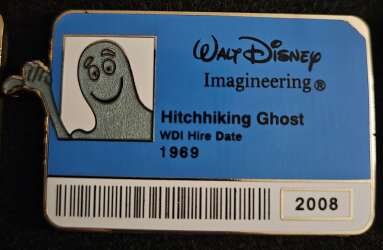 Walt Disney
Imagineering®
Hitchhiking Ghost
WDI Hire Date
1969
2008